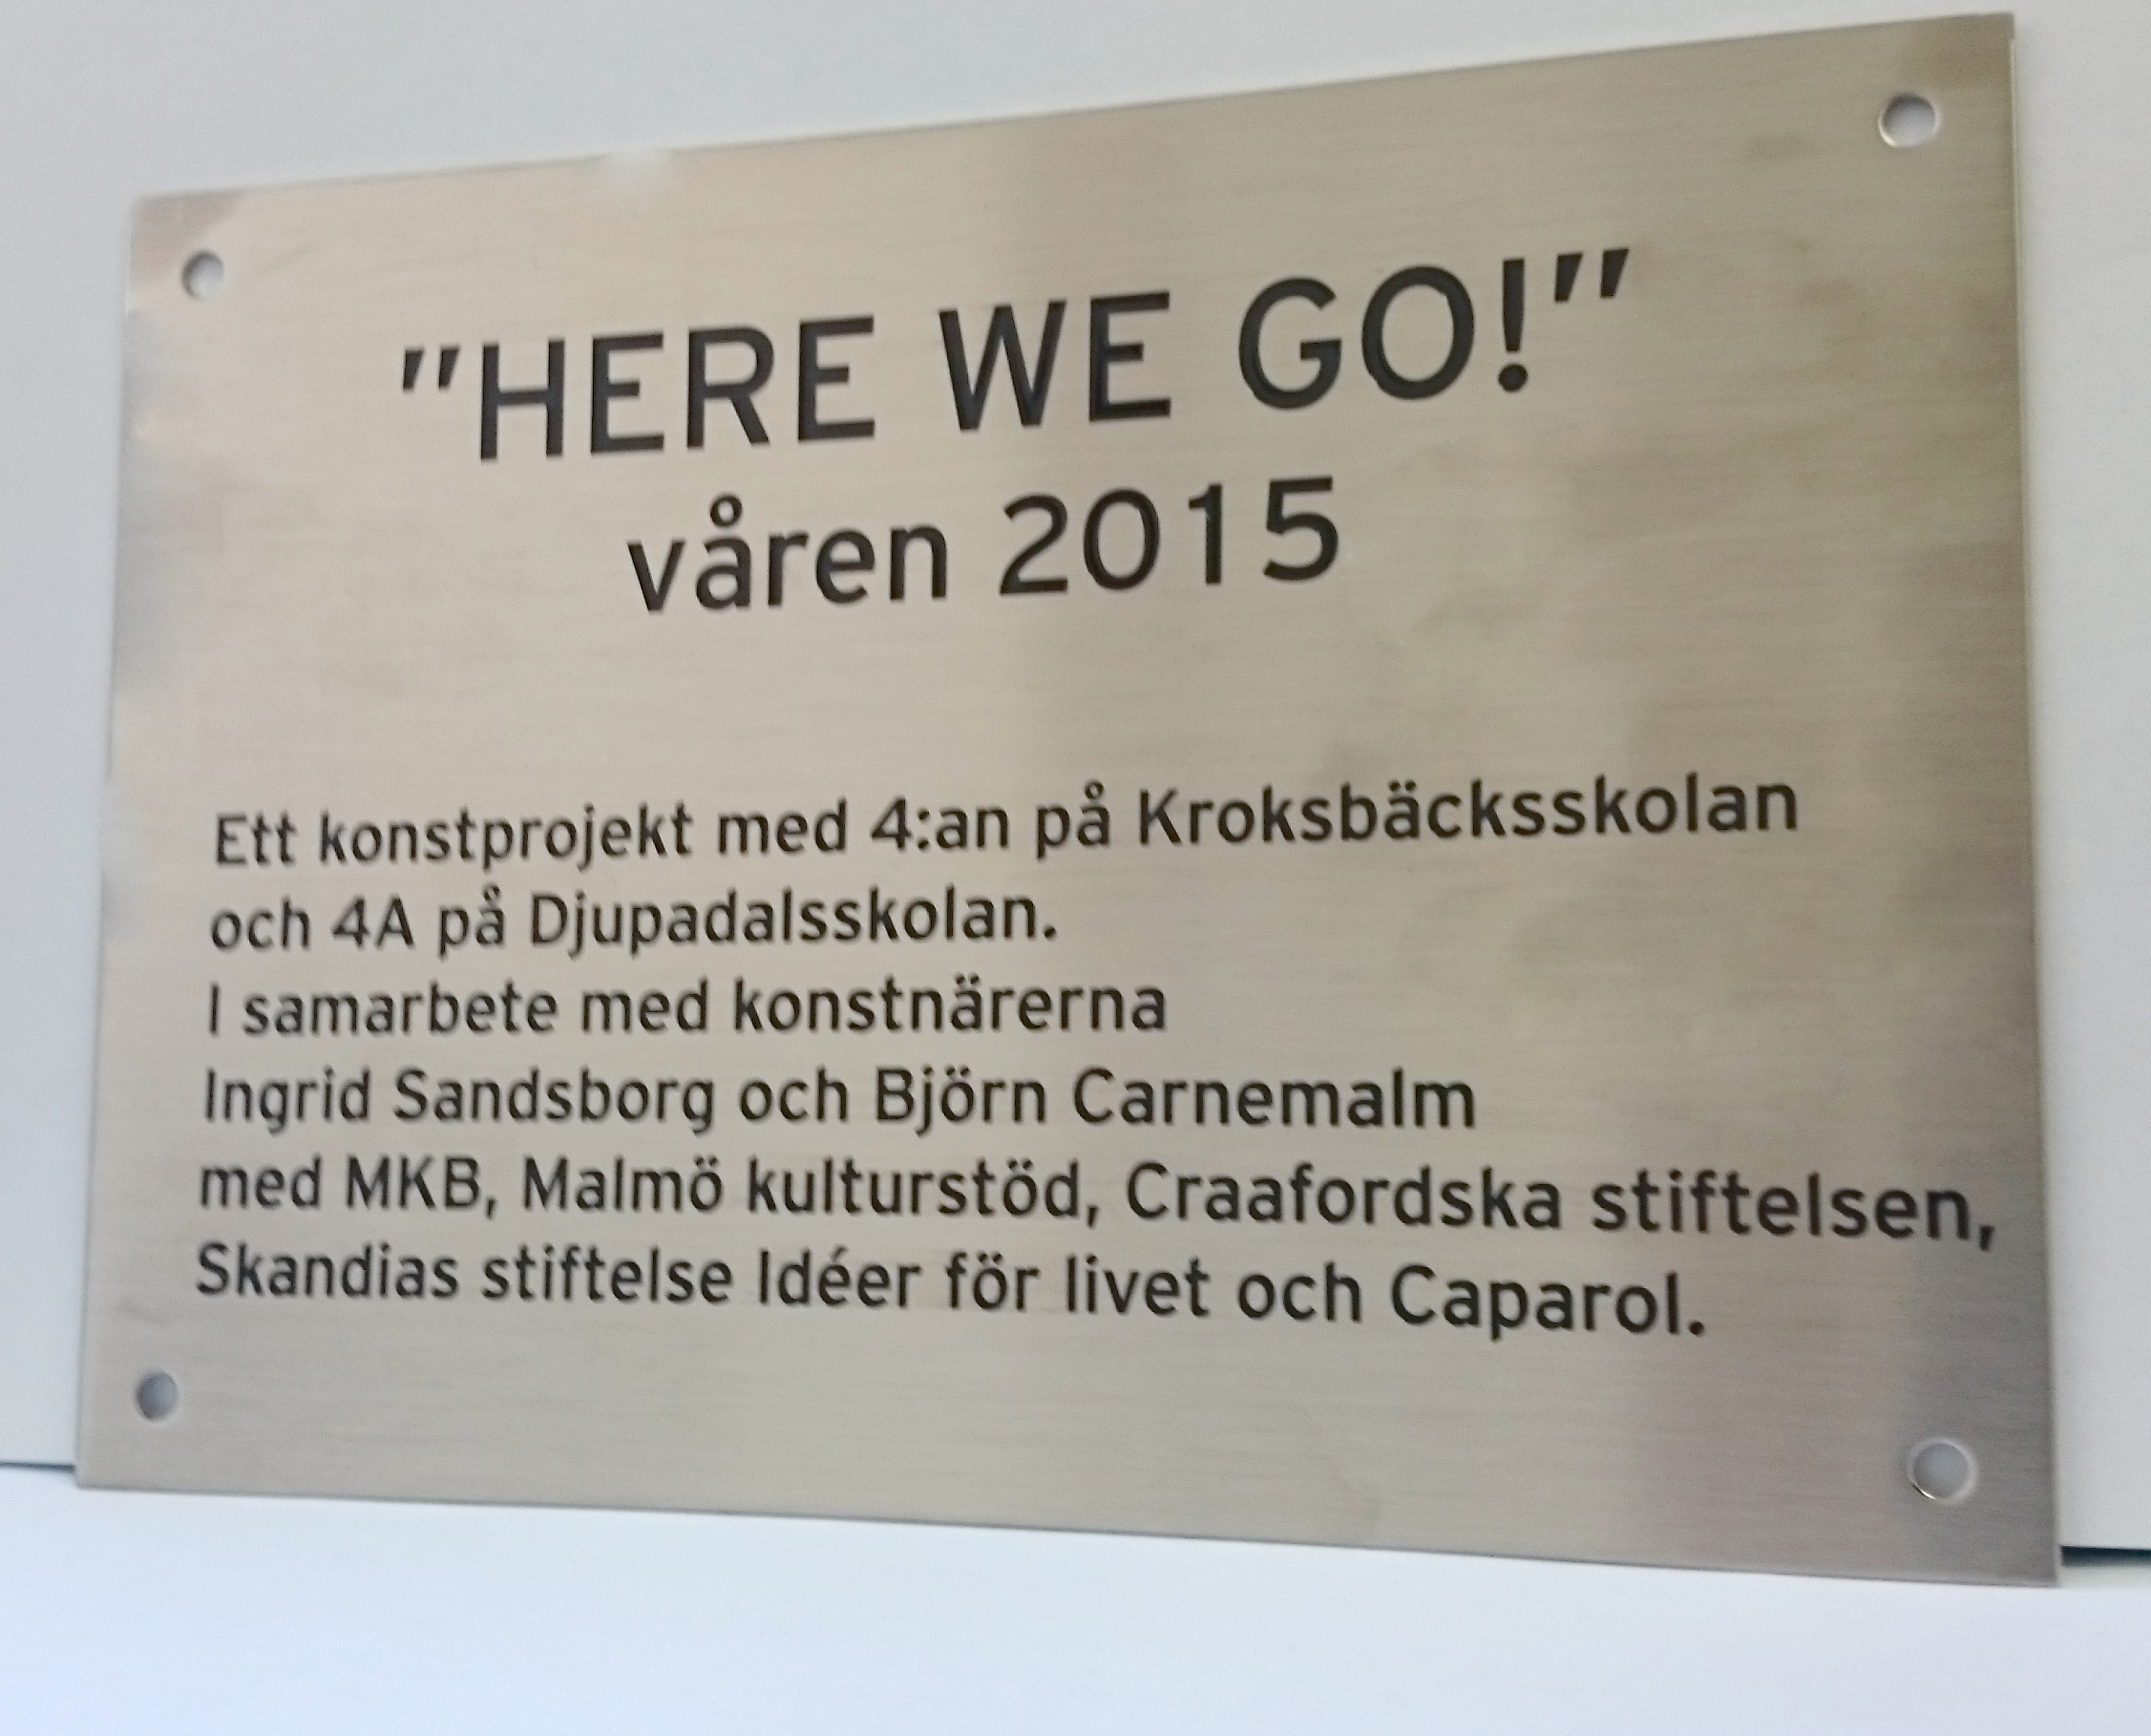 "HERE WE GO!"
våren 2015
Ett konstprojekt med 4:an på Kroksbäcksskolan
och 4A på Djupadalsskolan.
I samarbete med konstnärerna
Ingrid Sandsborg och Björn Carnemalm
med MKB, Malmö kulturstöd, Craafordska stiftelsen,
Skandias stiftelse Idéer för livet och Caparol.